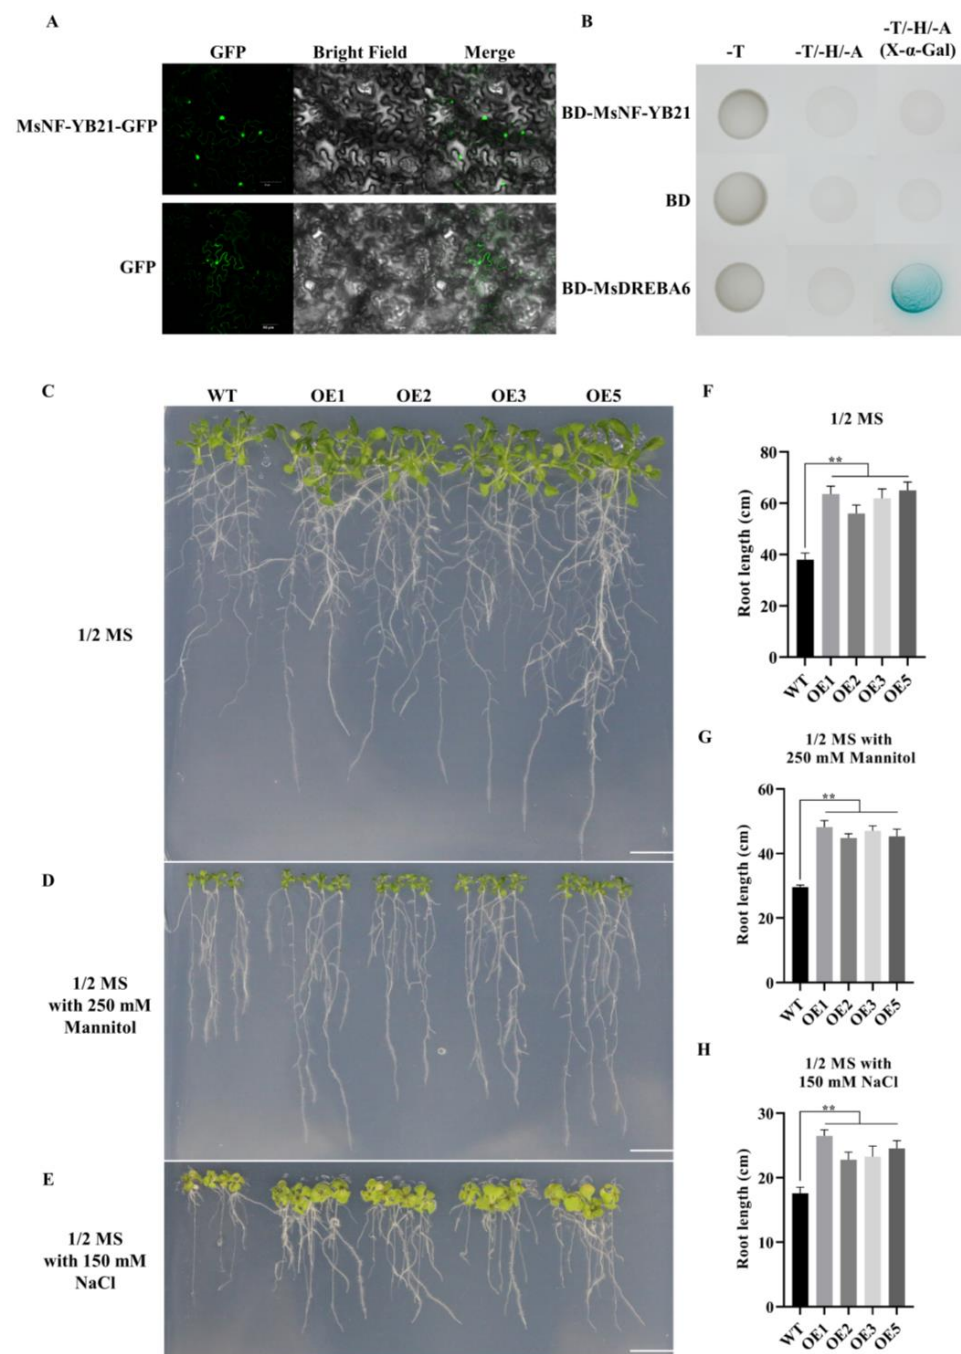 A
GFP
Bright Field
Merge
MsNF-YB21-GFP
GFP
B
-T
-T/-H/-A
-T/-H/-A
(X-α-Gal)
BD-MsNF-YB21
BD
BD-MsDREBA6
C
WT
OE1
OE2
OE3
OE5
1/2 MS
D
1/2 MS
with 250 mM
Mannitol
E
1/2 MS
with 150 mM
NaCl
F
1/2 MS
**
Root length (cm)
80
60
40
20
0
WT
OE1
OE2
OE3
OE5
G
1/2 MS with
250 mM Mannitol
**
Root length (cm)
60
40
20
0
WT
OE1
OE2
OE3
OE5
H
1/2 MS with
150 mM NaCl
**
Root length (cm)
30
20
10
0
WT
OE1
OE2
OE3
OE5